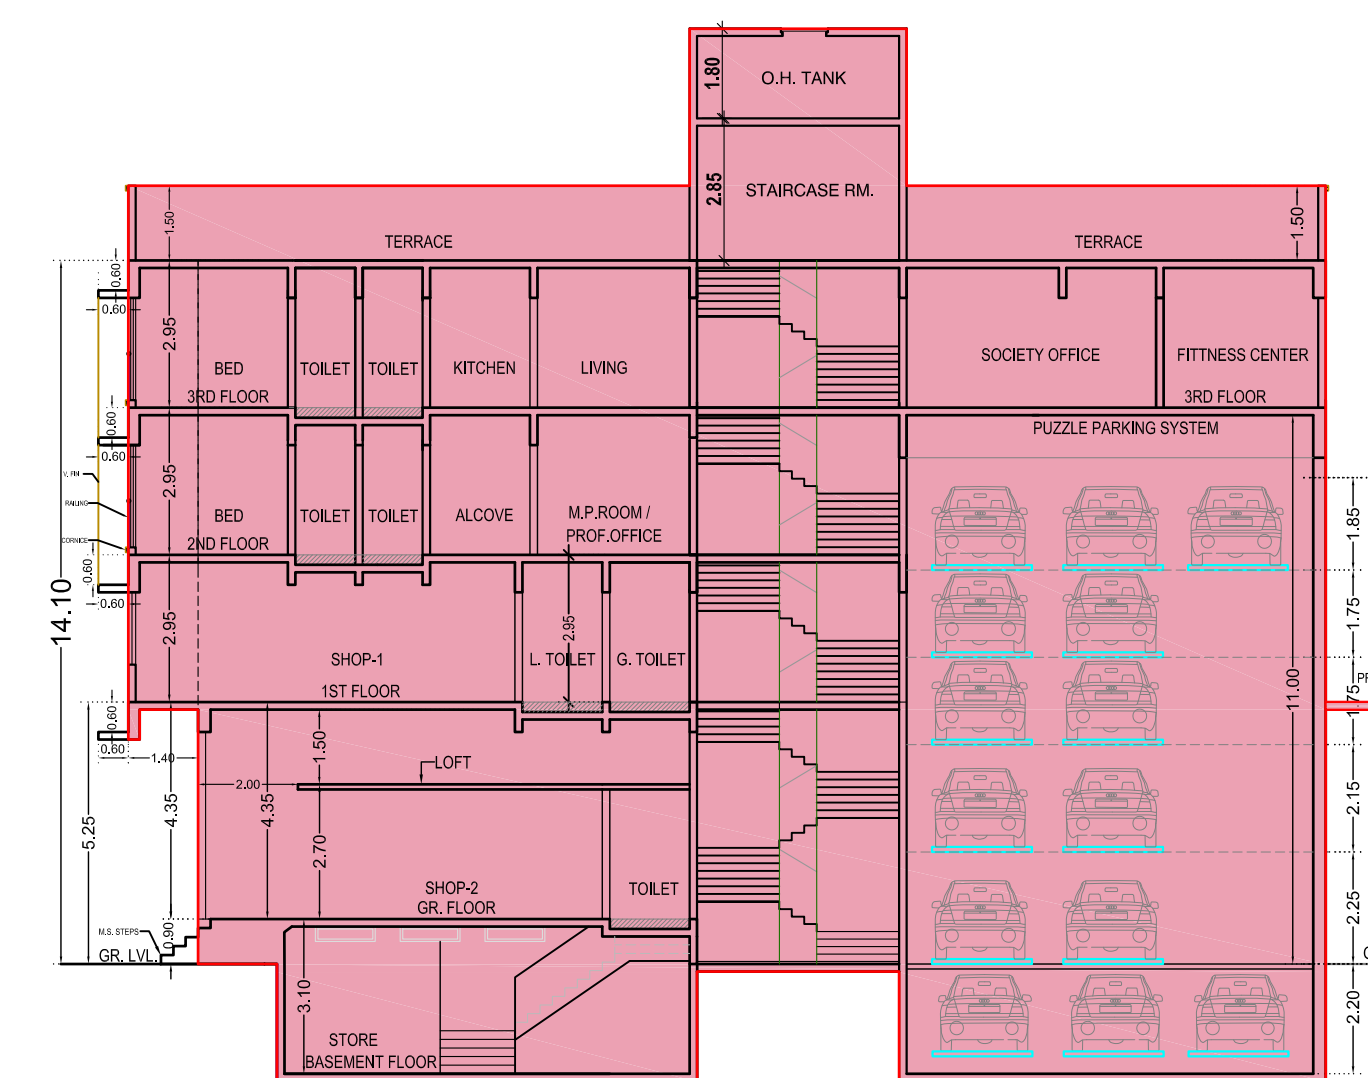 1.80
O.H. TANK
2.85
STAIRCASE RM.
1.50
TERRACE
TERRACE
1.50
0.60
0.60
2.95
BED
3RD FLOOR
TOILET
TOILET
KITCHEN
LIVING
SOCIETY OFFICE
FITTNESS CENTER
3RD FLOOR
0.60
0.60
PUZZLE PARKING SYSTEM
V. FIN
RAILING
CORNICE
2.95
BED
2ND FLOOR
TOILET
TOILET
ALCOVE
M.P.ROOM /
PROF.OFFICE
1.85
0.60
0.60
14.10
2.95
SHOP-1
1ST FLOOR
2.95
L. TOILET
G. TOILET
1.75
11.00
1.75
0.60
0.60
1.40
2.00
1.50
LOFT
5.25
4.35
4.35
2.70
SHOP-2
GR. FLOOR
TOILET
2.15
2.25
M.S. STEPS
GR. LVL.
0.90
3.10
STORE
BASEMENT FLOOR
2.20